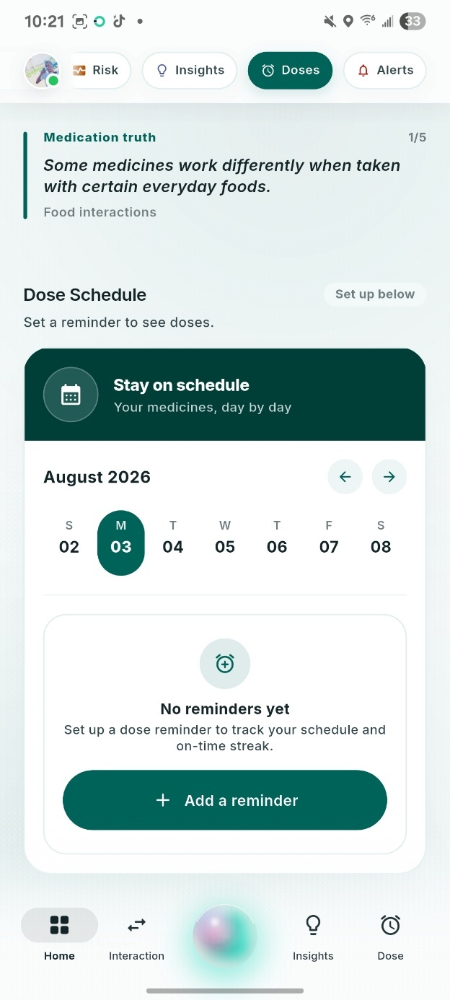 10:21
33
Risk
Insights
Doses
Alerts
Medication truth
1/5
Some medicines work differently when taken
with certain everyday foods.
Food interactions
Dose Schedule
Set up below
Set a reminder to see doses.
Stay on schedule
Your medicines, day by day
August 2026
S M T W T F S
02 03 04 05 06 07 08
No reminders yet
Set up a dose reminder to track your schedule and
on-time streak.
+ Add a reminder
Home
Interaction
Insights
Dose